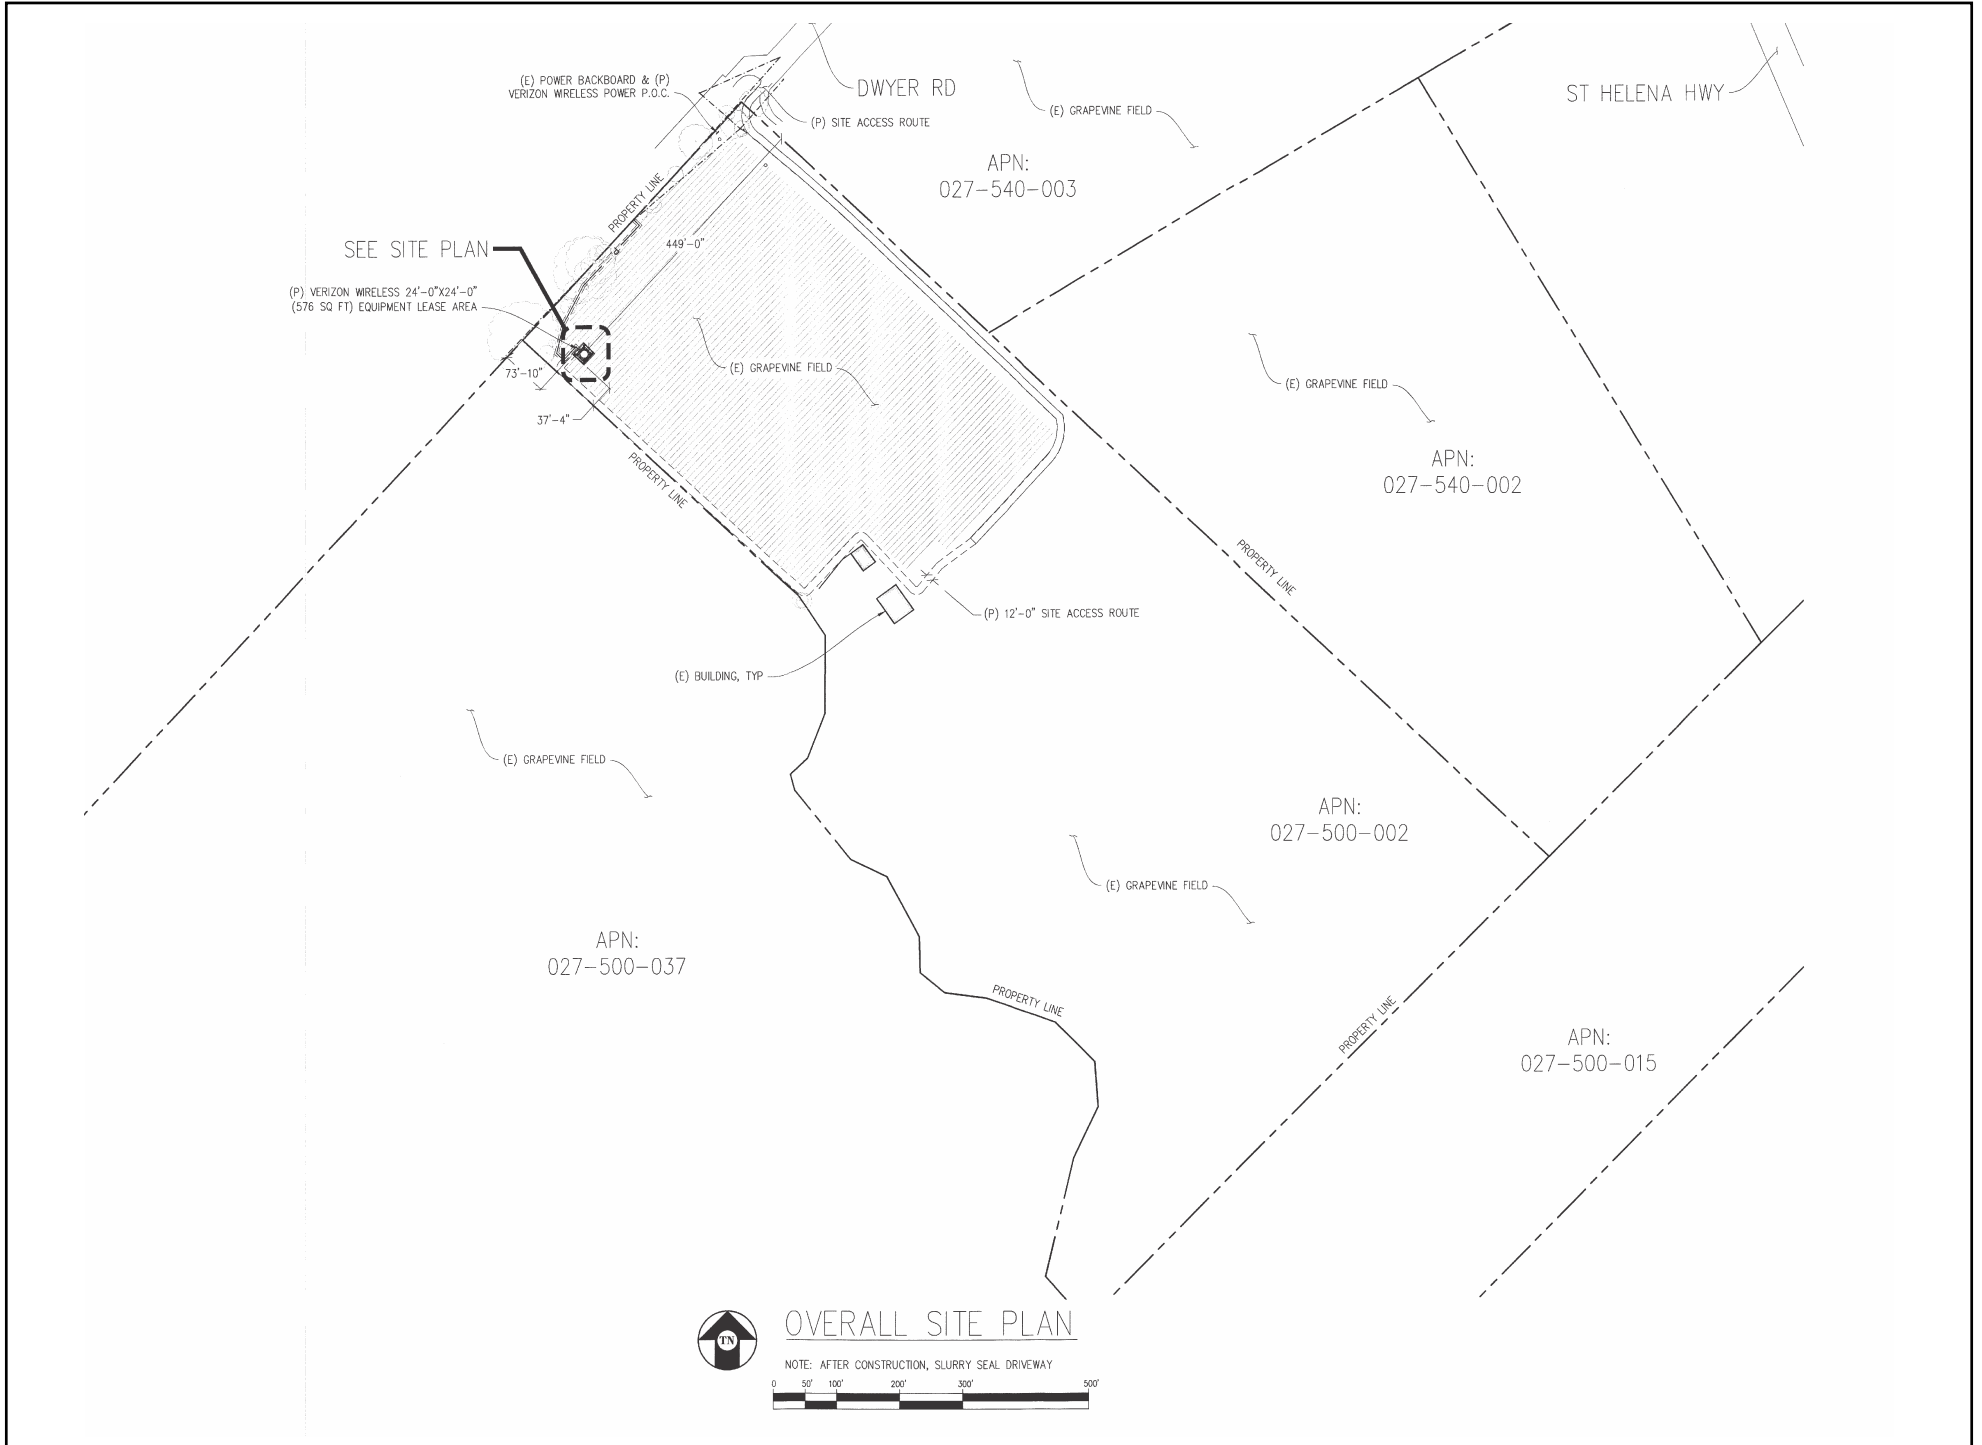 (E) POWER BACKBOARD & (P)
VERIZON WIRELESS POWER P.O.C.
DWYER RD
ST HELENA HWY
(P) SITE ACCESS ROUTE
(E) GRAPEVINE FIELD
APN:
027-540-003
PROPERTY LINE
449'-0"
SEE SITE PLAN
(P) VERIZON WIRELESS 24'-0"X24'-0"
(576 SQ FT) EQUIPMENT LEASE AREA
73'-10"
37'-4"
(E) GRAPEVINE FIELD
(E) GRAPEVINE FIELD
APN:
027-540-002
PROPERTY LINE
PROPERTY LINE
(P) 12'-0" SITE ACCESS ROUTE
(E) BUILDING, TYP
(E) GRAPEVINE FIELD
APN:
027-500-002
(E) GRAPEVINE FIELD
APN:
027-500-037
PROPERTY LINE
PROPERTY LINE
APN:
027-500-015
TN
OVERALL SITE PLAN
NOTE: AFTER CONSTRUCTION, SLURRY SEAL DRIVEWAY
0 50' 100' 200' 300' 500'